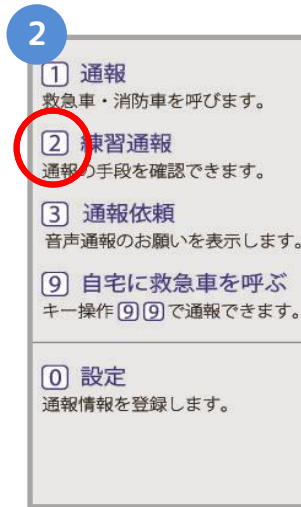 2
1 通報
救急車・消防車を呼びます。
2 練習通報
通報の手段を確認できます。
3 通報依頼
音声通報のお願いを表示します。
9 自宅に救急車を呼ぶ
キー操作99で通報できます。
0 設定
通報情報を登録します。